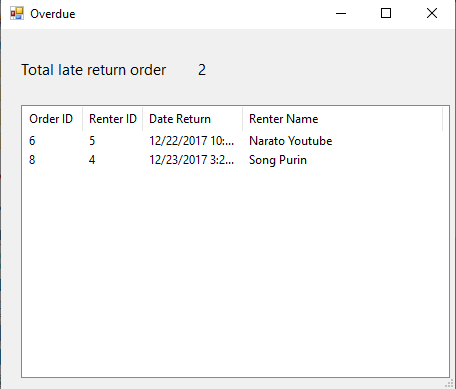 Overdue
Total late return order 2
Order ID Renter ID Date Return Renter Name
6 5 12/22/2017 10:... Narato Youtube
8 4 12/23/2017 3:2... Song Purin